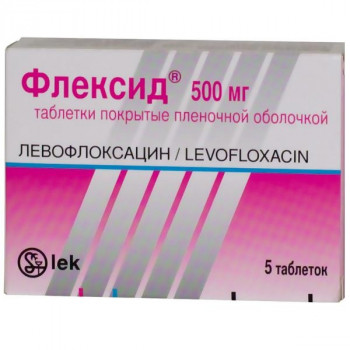 Флексид® 500 мг
таблетки покрытые пленочной оболочкой
ЛЕВОФЛОКСАЦИН / LEVOFLOXACIN
lek
5 таблеток